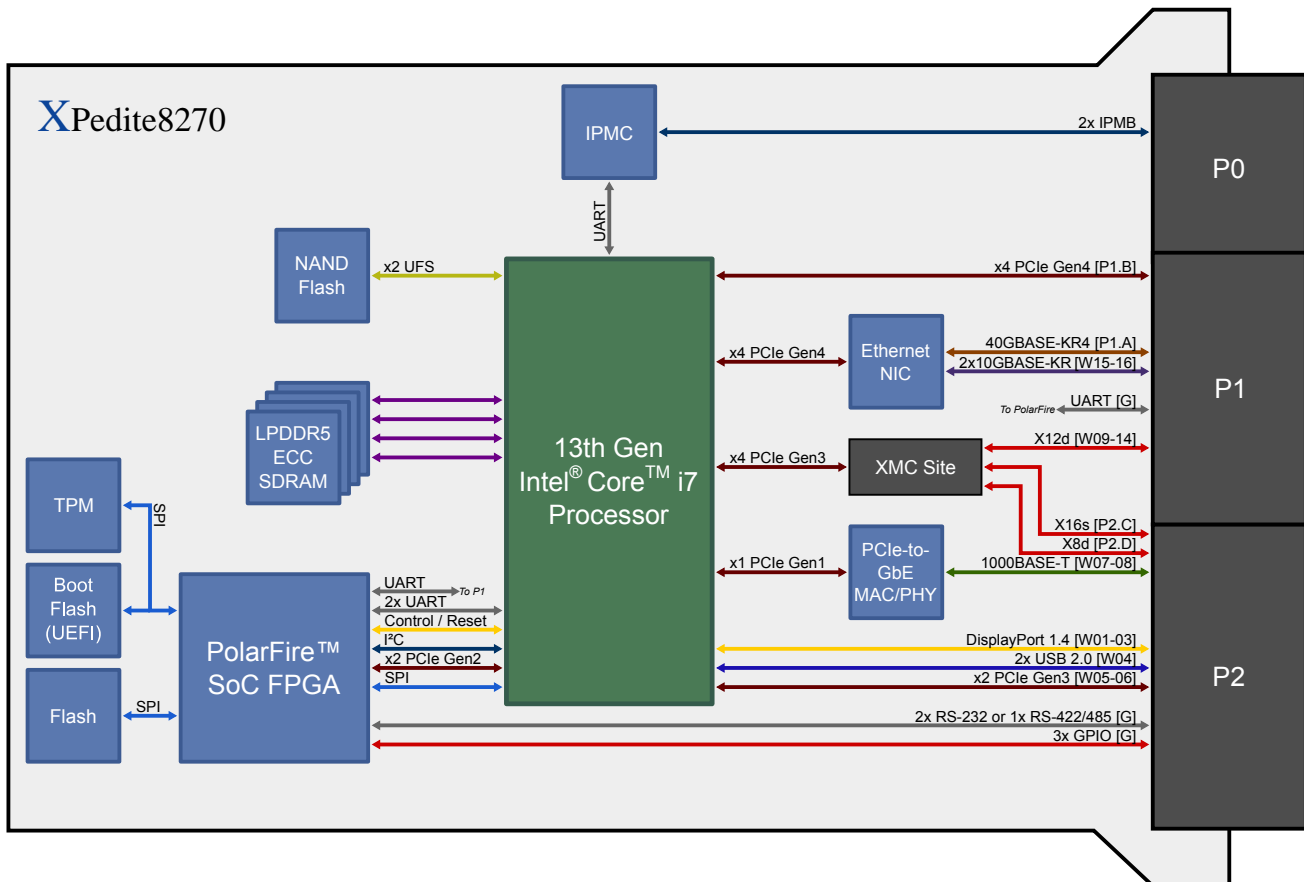 XPedite8270
IPMC
2x IPMB
P0
UART
NAND
Flash
x2 UFS
x4 PCIe Gen4 [P1.B]
x4 PCIe Gen4
Ethernet
NIC
40GBASE-KR4 [P1.A]
2x10GBASE-KR [W15-16]
To PolarFire
UART [G]
P1
LPDDR5
ECC
SDRAM
13th Gen
Intel® Core™ i7
Processor
x4 PCIe Gen3
XMC Site
X12d [W09-14]
X16s [P2.C]
X8d [P2.D]
TPM
SPI
Boot
Flash
(UEFI)
x1 PCIe Gen1
PCIe-to-
GbE
MAC/PHY
1000BASE-T [W07-08]
PolarFire™
SoC FPGA
UART
To P1
2x UART
Control / Reset
I²C
x2 PCIe Gen2
SPI
DisplayPort 1.4 [W01-03]
2x USB 2.0 [W04]
x2 PCIe Gen3 [W05-06]
P2
Flash
SPI
2x RS-232 or 1x RS-422/485 [G]
3x GPIO [G]